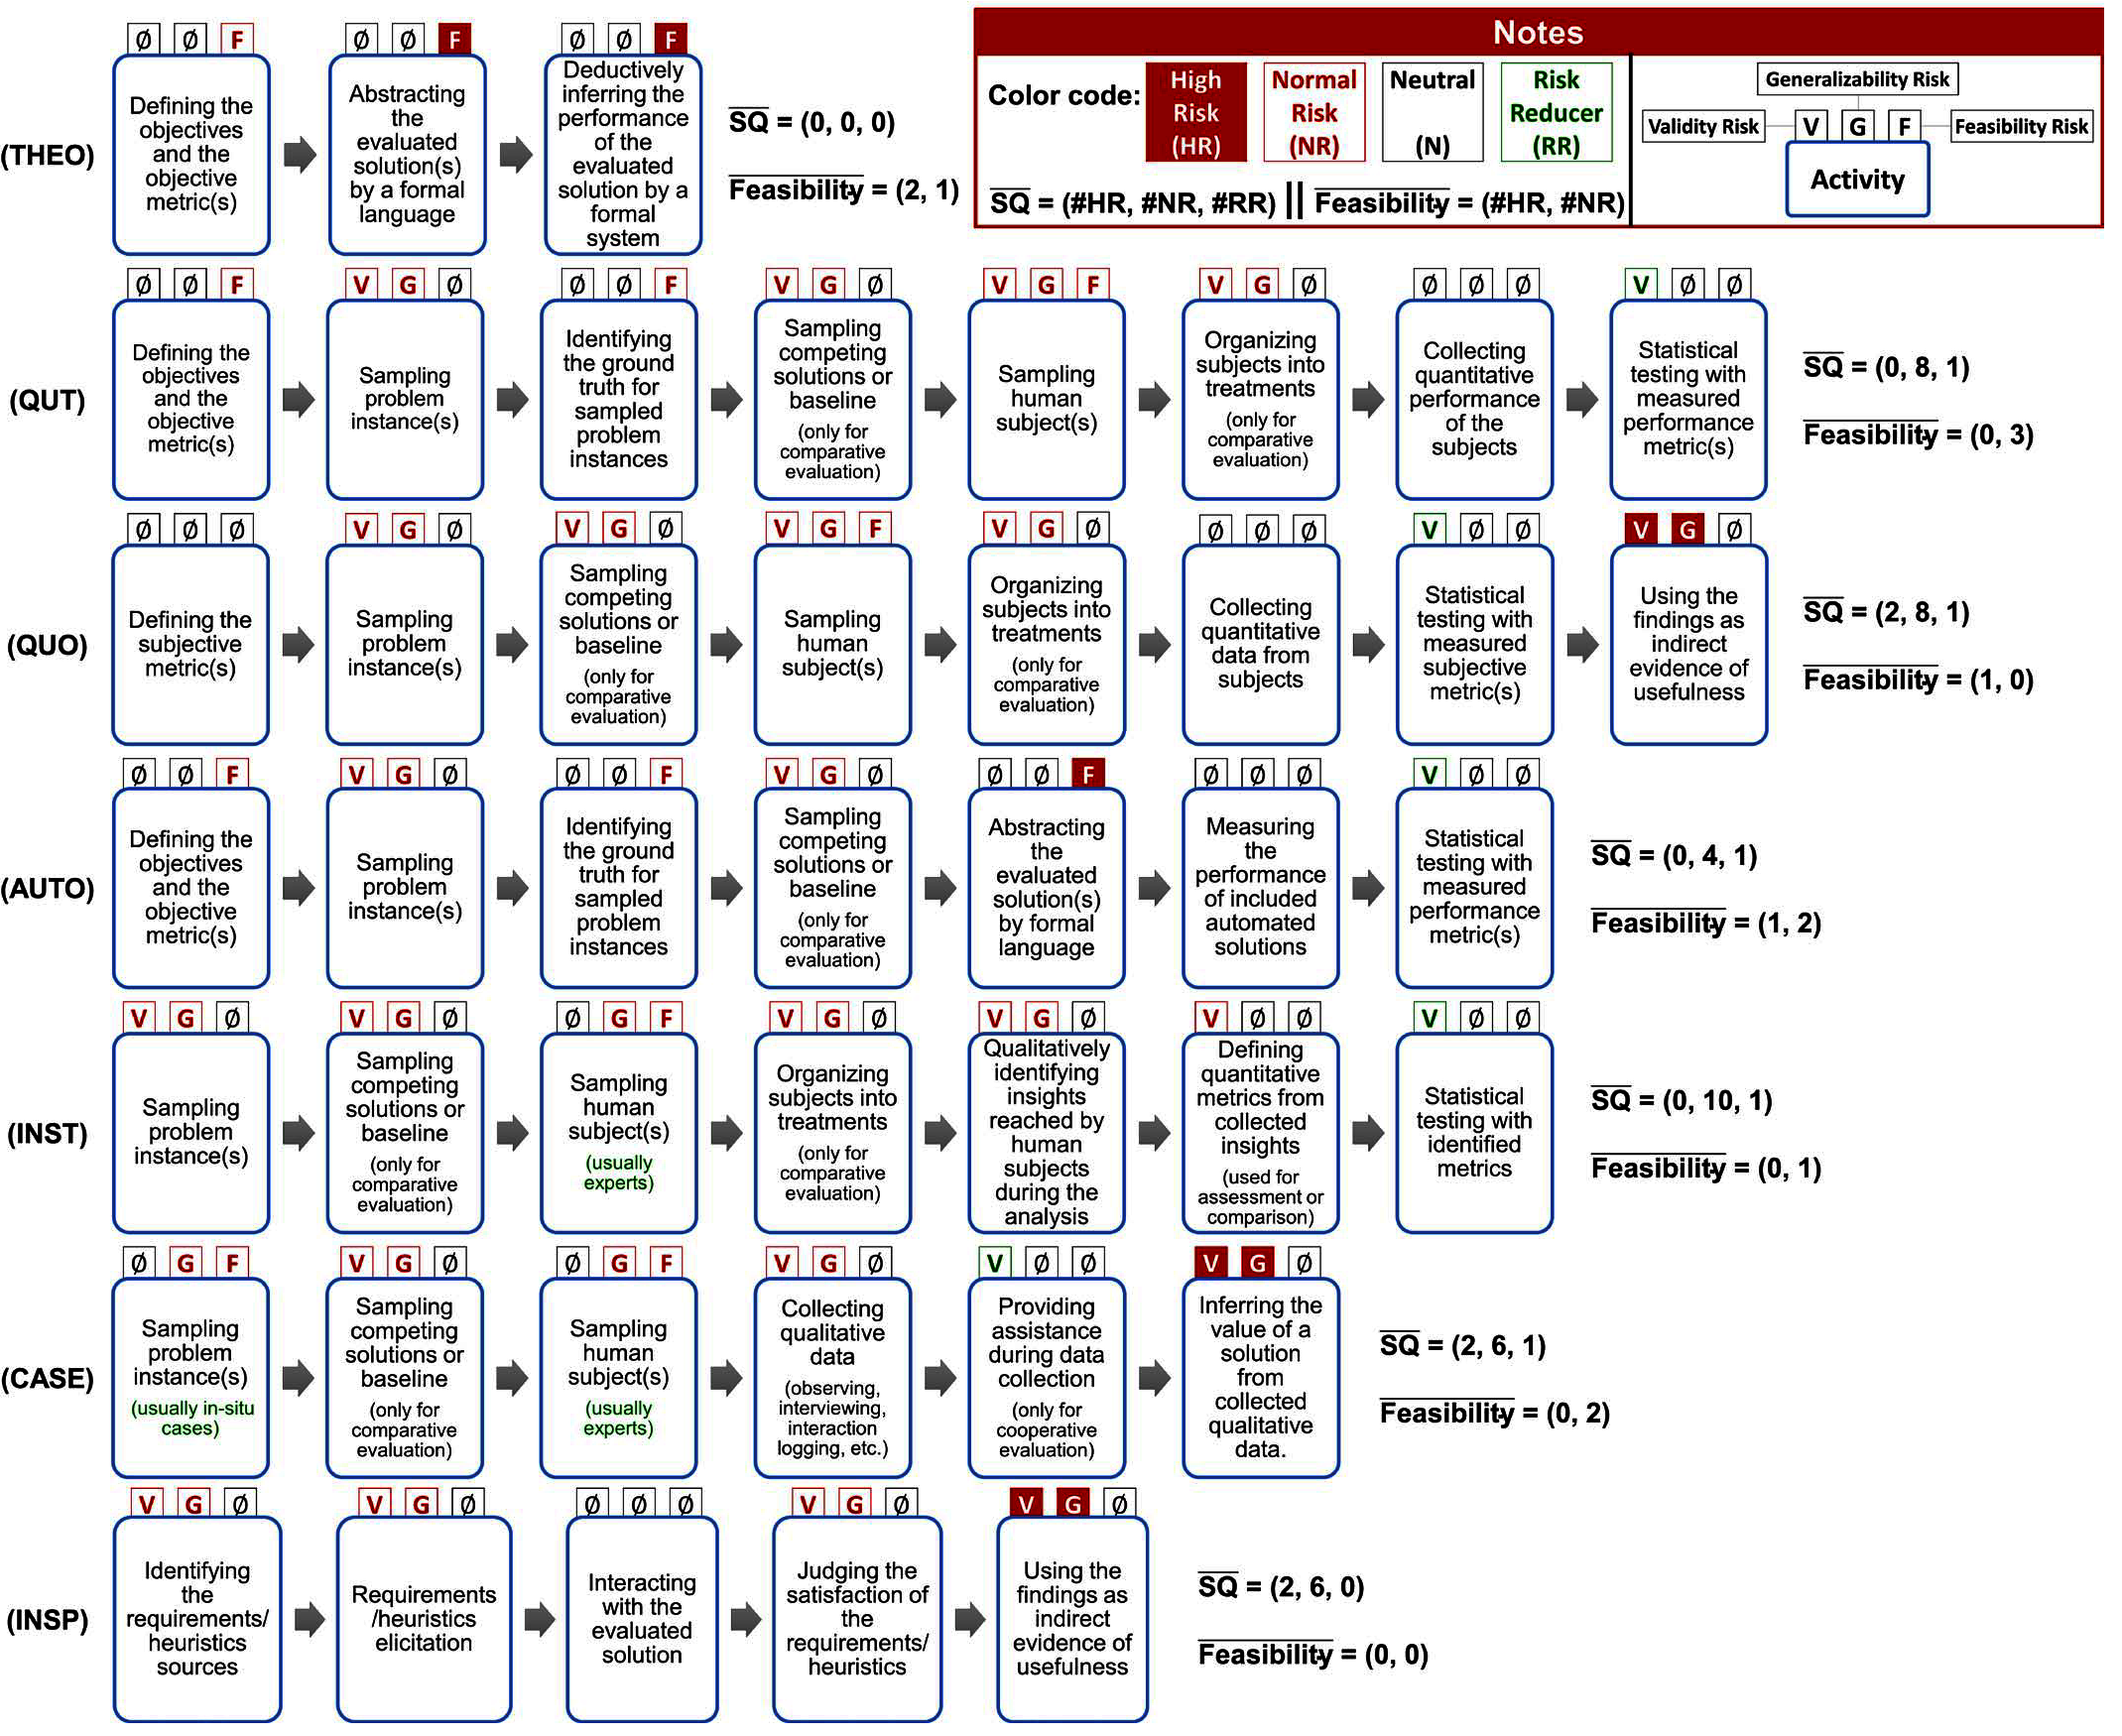 Notes
Color code:
High
Risk
(HR)
Normal
Risk
(NR)
Neutral
(N)
Risk
Reducer
(RR)
SQ = (#HR, #NR, #RR) || Feasibility = (#HR, #NR)
Generalizability Risk
Validity Risk
V G F
Feasibility Risk
Activity
(THEO)
Ø Ø F
Defining the
objectives
and the
objective
metric(s)
Ø Ø F
Abstracting
the
evaluated
solution(s)
by a formal
language
Ø Ø F
Deductively
inferring the
performance
of the
evaluated
solution by a
formal
system
SQ = (0, 0, 0)
Feasibility = (2, 1)
(QUT)
Ø Ø F
Defining the
objectives
and the
objective
metric(s)
V G Ø
Sampling
problem
instance(s)
Ø Ø F
Identifying
the ground
truth for
sampled
problem
instances
V G Ø
Sampling
competing
solutions or
baseline
(only for
comparative
evaluation)
V G F
Sampling
human
subject(s)
V G Ø
Organizing
subjects into
treatments
(only for
comparative
evaluation)
Ø Ø Ø
Collecting
quantitative
performance
of the
subjects
V Ø Ø
Statistical
testing with
measured
performance
metric(s)
SQ = (0, 8, 1)
Feasibility = (0, 3)
(QUO)
Ø Ø Ø
Defining the
subjective
metric(s)
V G Ø
Sampling
problem
instance(s)
V G Ø
Sampling
competing
solutions or
baseline
(only for
comparative
evaluation)
V G F
Sampling
human
subject(s)
V G Ø
Organizing
subjects into
treatments
(only for
comparative
evaluation)
Ø Ø Ø
Collecting
quantitative
data from
subjects
V Ø Ø
Statistical
testing with
measured
subjective
metric(s)
V G Ø
Using the
findings as
indirect
evidence of
usefulness
SQ = (2, 8, 1)
Feasibility = (1, 0)
(AUTO)
Ø Ø F
Defining the
objectives
and the
objective
metric(s)
V G Ø
Sampling
problem
instance(s)
Ø Ø F
Identifying
the ground
truth for
sampled
problem
instances
V G Ø
Sampling
competing
solutions or
baseline
(only for
comparative
evaluation)
Ø Ø F
Abstracting
the
evaluated
solution(s)
by formal
language
Ø Ø Ø
Measuring
the
performance
of included
automated
solutions
V Ø Ø
Statistical
testing with
measured
performance
metric(s)
SQ = (0, 4, 1)
Feasibility = (1, 2)
(INST)
V G Ø
Sampling
problem
instance(s)
V G Ø
Sampling
competing
solutions or
baseline
(only for
comparative
evaluation)
Ø G F
Sampling
human
subject(s)
(usually
experts)
V G Ø
Organizing
subjects into
treatments
(only for
comparative
evaluation)
V G Ø
Qualitatively
identifying
insights
reached by
human
subjects
during the
analysis
V Ø Ø
Defining
quantitative
metrics from
collected
insights
(used for
assessment or
comparison)
V Ø Ø
Statistical
testing with
identified
metrics
SQ = (0, 10, 1)
Feasibility = (0, 1)
(CASE)
Ø G F
Sampling
problem
instance(s)
(usually in-situ
cases)
V G Ø
Sampling
competing
solutions or
baseline
(only for
comparative
evaluation)
Ø G F
Sampling
human
subject(s)
(usually
experts)
V G Ø
Collecting
qualitative
data
(observing,
interviewing,
interaction
logging, etc.)
V Ø Ø
Providing
assistance
during data
collection
(only for
cooperative
evaluation)
V G Ø
Inferring the
value of a
solution
from
collected
qualitative
data.
SQ = (2, 6, 1)
Feasibility = (0, 2)
(INSP)
V G Ø
Identifying
the
requirements/
heuristics
sources
V G Ø
Requirements
/heuristics
elicitation
Ø Ø Ø
Interacting
with the
evaluated
solution
V G Ø
Judging the
satisfaction of
the
requirements/
heuristics
V G Ø
Using the
findings as
indirect
evidence of
usefulness
SQ = (2, 6, 0)
Feasibility = (0, 0)